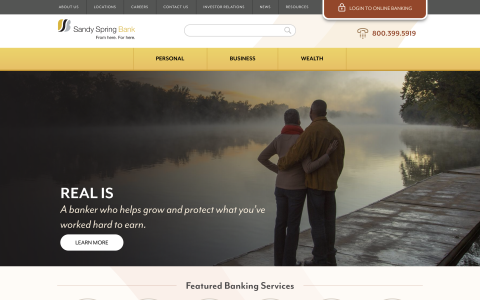 ABOUT US LOCATIONS CAREERS CONTACT US INVESTOR RELATIONS NEWS RESOURCES LOGIN TO ONLINE BANKING
Sandy Spring Bank
From here. For here.
800.399.5919
PERSONAL BUSINESS WEALTH
REAL IS
A banker who helps grow and protect what you've
worked hard to earn.
LEARN MORE
Featured Banking Services